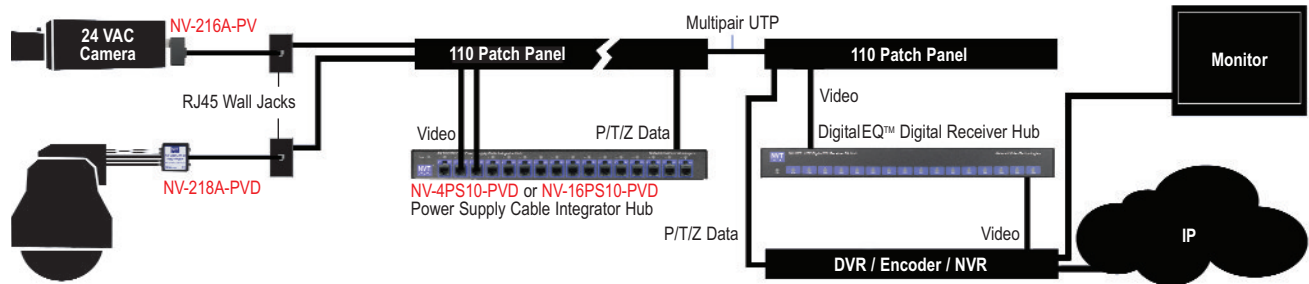 24 VAC
Camera
NV-216A-PV
RJ45 Wall Jacks
NV-218A-PVD
110 Patch Panel
Multipair UTP
110 Patch Panel
Monitor
Video
P/T/Z Data
NVT
NV-4PS10-PVD or NV-16PS10-PVD
Power Supply Cable Integrator Hub
Video
DigitalEQ™ Digital Receiver Hub
NVT
P/T/Z Data
Video
DVR / Encoder / NVR
IP